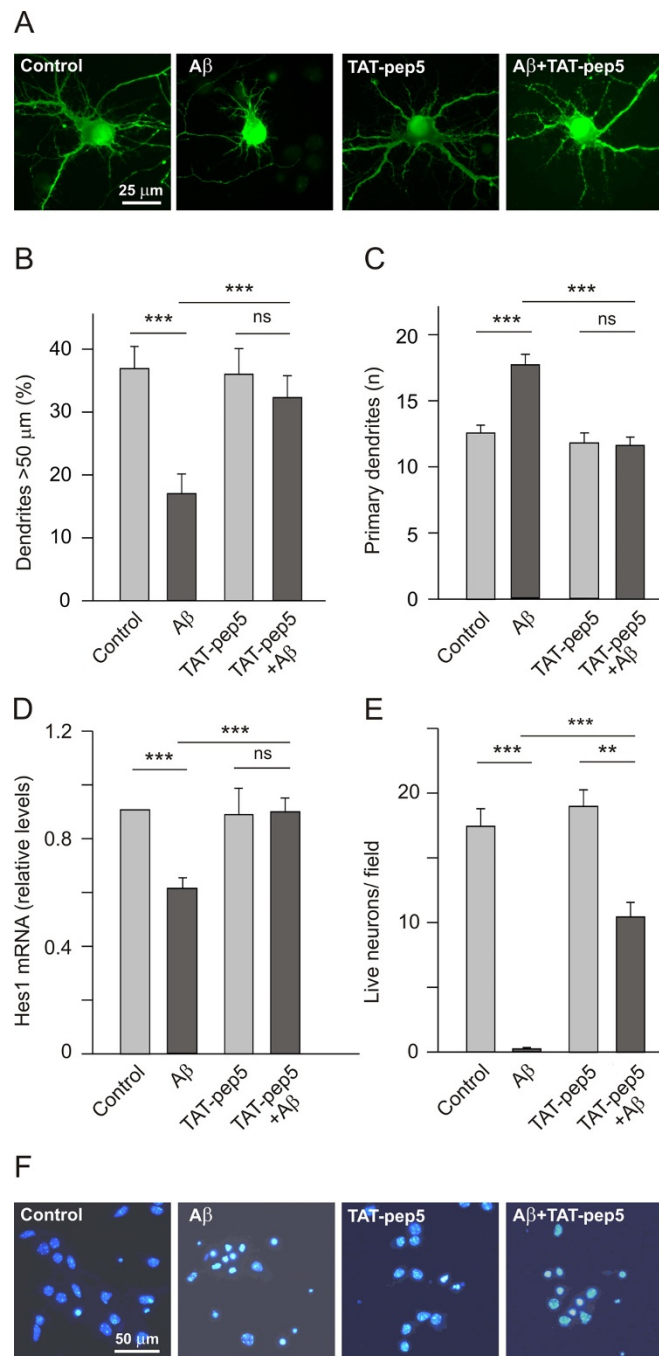 A
Control
Aβ
TAT-pep5
Aβ+TAT-pep5
25 μm
B
Dendrites >50 μm (%)
40
30
20
10
0
***
***
ns
Control
Aβ
TAT-pep5
TAT-pep5
+Aβ
C
Primary dendrites (n)
20
15
10
5
0
***
***
ns
Control
Aβ
TAT-pep5
TAT-pep5
+Aβ
D
Hes1 mRNA (relative levels)
1.2
0.8
0.4
0
***
***
ns
Control
Aβ
TAT-pep5
TAT-pep5
+Aβ
E
Live neurons/ field
20
10
0
***
***
**
Control
Aβ
TAT-pep5
TAT-pep5
+Aβ
F
Control
Aβ
TAT-pep5
Aβ+TAT-pep5
50 μm